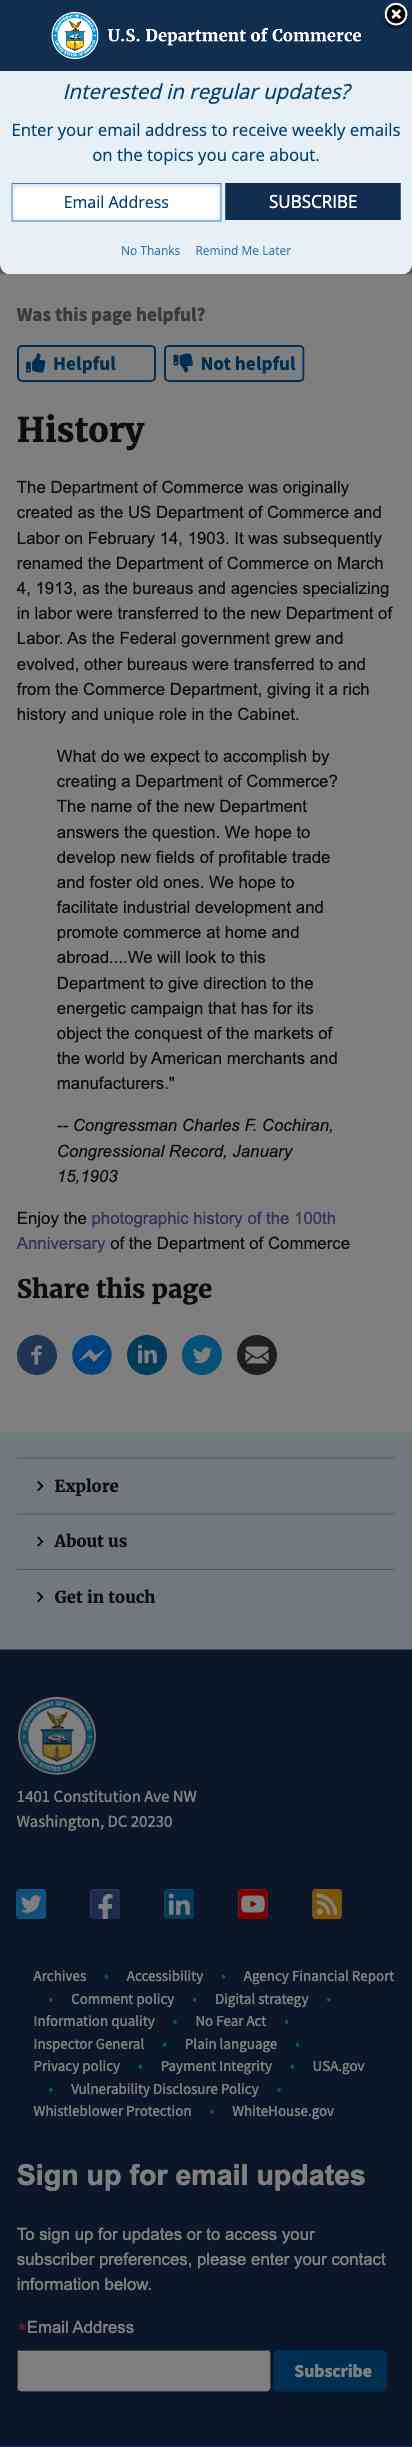 U.S. Department of Commerce
Interested in regular updates?
Enter your email address to receive weekly emails
on the topics you care about.
Email Address
SUBSCRIBE
No Thanks Remind Me Later
Was this page helpful?
Helpful
Not helpful
History
The Department of Commerce was originally
created as the US Department of Commerce and
Labor on February 14, 1903. It was subsequently
renamed the Department of Commerce on March
4, 1913, as the bureaus and agencies specializing
in labor were transferred to the new Department of
Labor. As the Federal government grew and
evolved, other bureaus were transferred to and
from the Commerce Department, giving it a rich
history and unique role in the Cabinet.
What do we expect to accomplish by
creating a Department of Commerce?
The name of the new Department
answers the question. We hope to
develop new fields of profitable trade
and foster old ones. We hope to
facilitate industrial development and
promote commerce at home and
abroad....We will look to this
Department to give direction to the
energetic campaign that has for its
object the conquest of the markets of
the world by American merchants and
manufacturers."
-- Congressman Charles F. Cochiran,
Congressional Record, January
15,1903
Enjoy the photographic history of the 100th
Anniversary of the Department of Commerce
Share this page
Explore
About us
Get in touch
1401 Constitution Ave NW
Washington, DC 20230
Archives • Accessibility • Agency Financial Report
• Comment policy • Digital strategy •
Information quality • No Fear Act •
Inspector General • Plain language •
Privacy policy • Payment Integrity • USA.gov
• Vulnerability Disclosure Policy •
Whistleblower Protection • WhiteHouse.gov
Sign up for email updates
To sign up for updates or to access your
subscriber preferences, please enter your contact
information below.
*Email Address
Subscribe